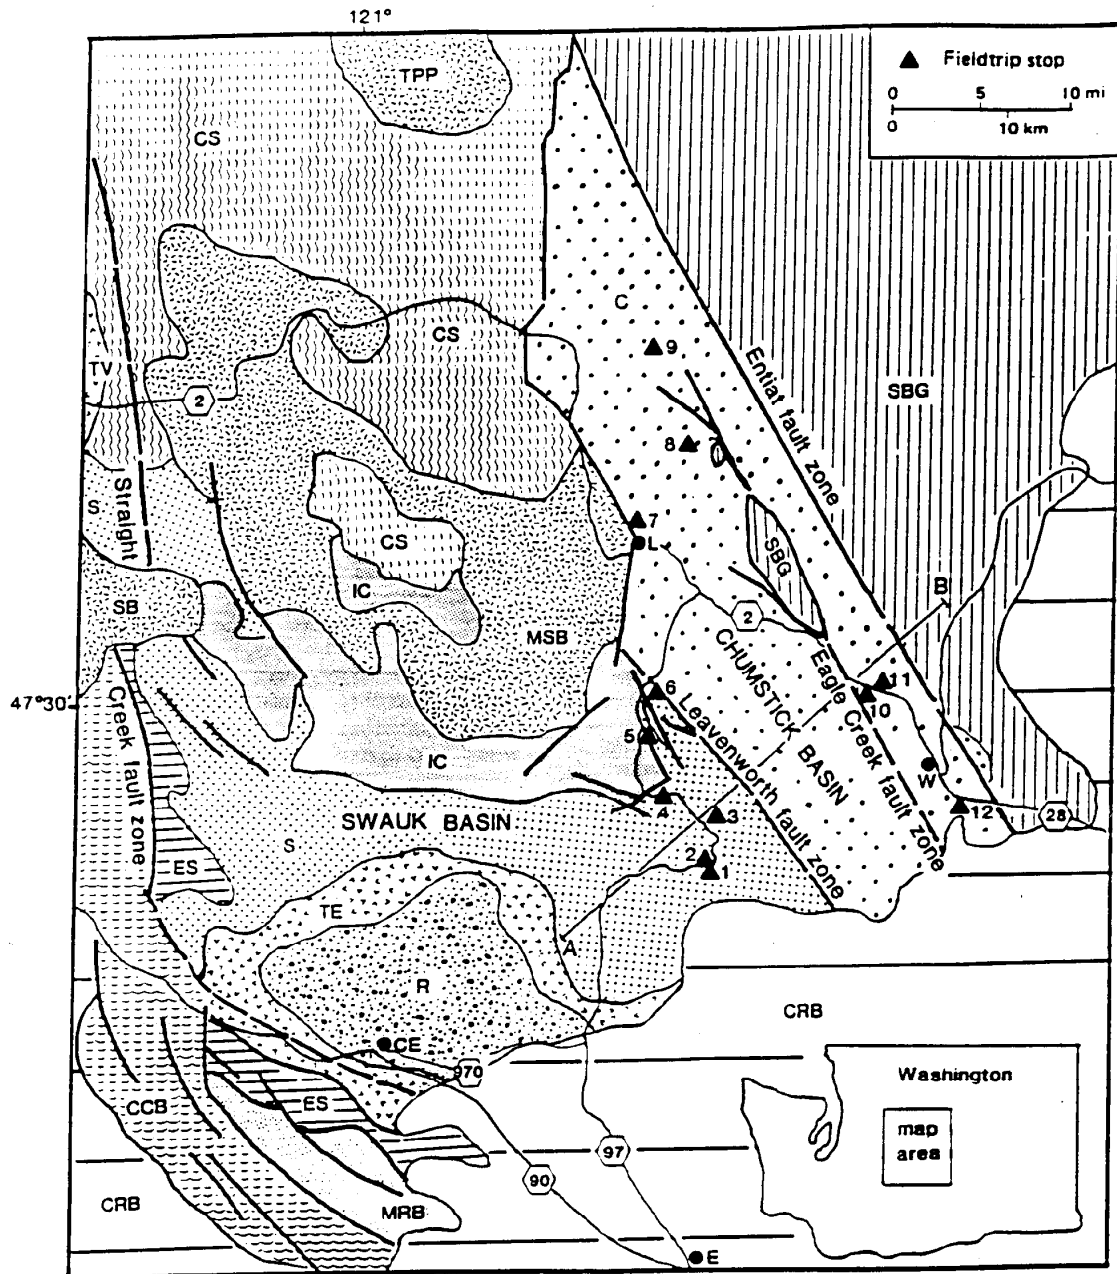 121°
TPP
▲ Fieldtrip stop
0 5 10 mi
0 10 km
CS
C
CS
9
TV
2
Entiat fault zone
SBG
8
S
Straight
7
L
CS
SBG
IC
B
SB
MSB
2
CHUMSTICK BASIN
Eagle Creek fault zone
11
10
47°30'
6
Creek fault zone
5
Leavenworth fault zone
IC
W
4
3
12
28
SWAUK BASIN
S
ES
2
1
TE
A
R
CRB
CE
970
Washington
ES
CCB
map
area
97
90
CRB
MRB
E